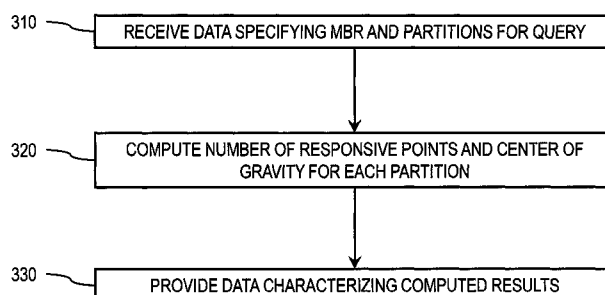 310
RECEIVE DATA SPECIFYING MBR AND PARTITIONS FOR QUERY
320
COMPUTE NUMBER OF RESPONSIVE POINTS AND CENTER OF
GRAVITY FOR EACH PARTITION
330
PROVIDE DATA CHARACTERIZING COMPUTED RESULTS